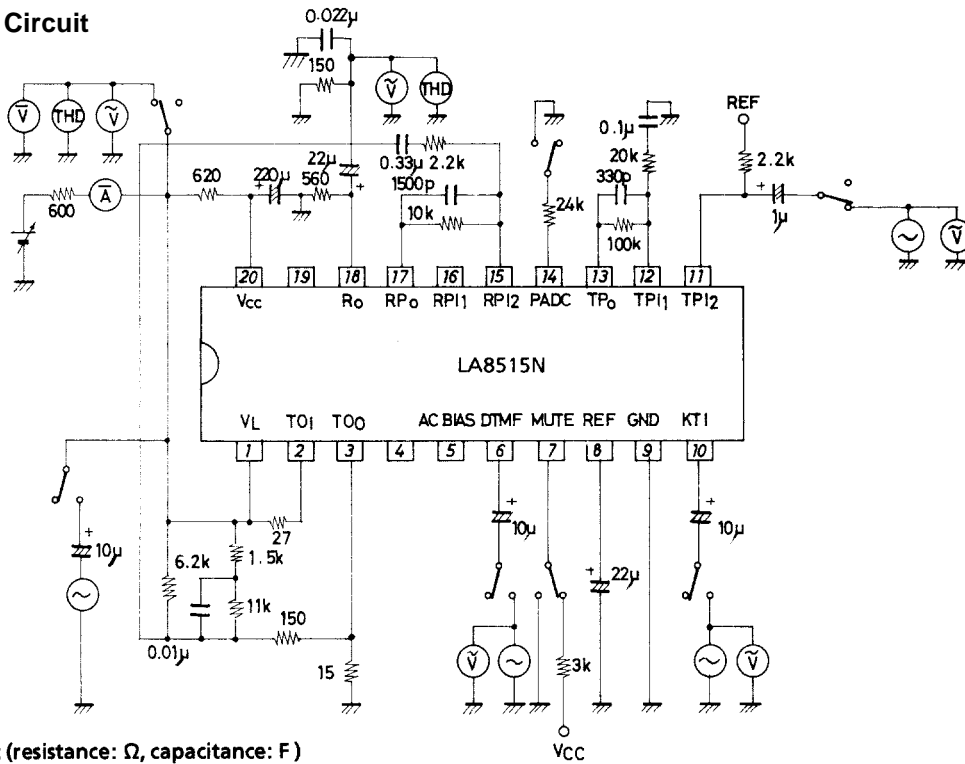 Circuit
0.022µ
150
V̄ THD Ṽ
Ṽ THD
REF
0.1µ
22µ
0.33µ 2.2k
20k
2.2k
620 220µ 560
1500p
330p
Ā
600
10k
24k
100k
1µ
Ṽ
20 19 18 17 16 15 14 13 12 11
Vcc Ro RPo RPI1 RPI2 PADC TPo TPI1 TPI2
LA8515N
VL TOI TOo AC BIAS DTMF MUTE REF GND KTI
1 2 3 4 5 6 7 8 9 10
+
10µ
27
6.2k
1.5k
11k
150
0.01µ
15
10µ
22µ
10µ
Ṽ
3k
Ṽ
VCC
(resistance: Ω, capacitance: F)